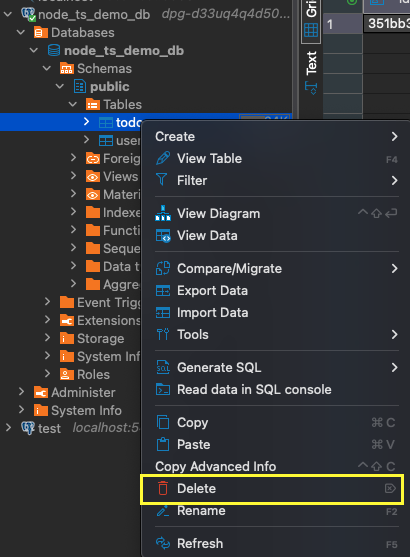 node_ts_demo_db dpg-d33uq4q4d50...
Databases
node_ts_demo_db
Schemas
public
Tables
todo
user
Foreig
Views
Materi
Indexe
Functi
Seque
Data t
Aggre
Event Trigg
Extensions
Storage
System Inf
Roles
Administer
System Info
test localhost:5
Grid
Text
1
351bb3
Create
View Table F4
Filter
View Diagram
View Data
Compare/Migrate
Export Data
Import Data
Tools
Generate SQL
Read data in SQL console
Copy ⌘ C
Paste ⌘ V
Copy Advanced Info ^⇧ C
Delete
Rename F2
Refresh F5